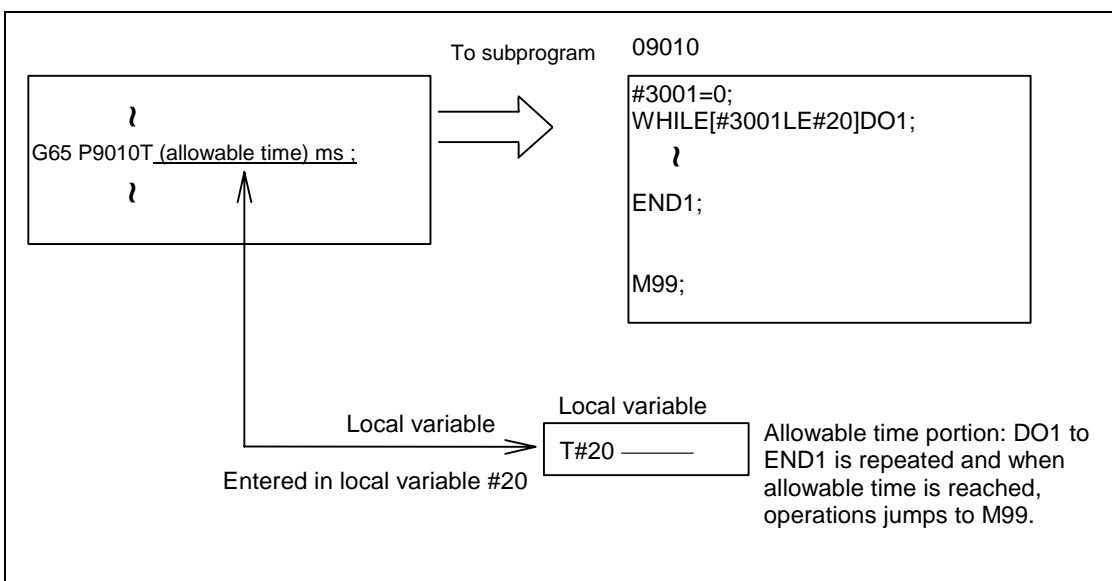 To subprogram
09010
~
G65 P9010T (allowable time) ms ;
~
#3001=0;
WHILE[#3001LE#20]DO1;
~
END1;
M99;
Local variable
Entered in local variable #20
Local variable
T#20
Allowable time portion: DO1 to
END1 is repeated and when
allowable time is reached,
operations jumps to M99.